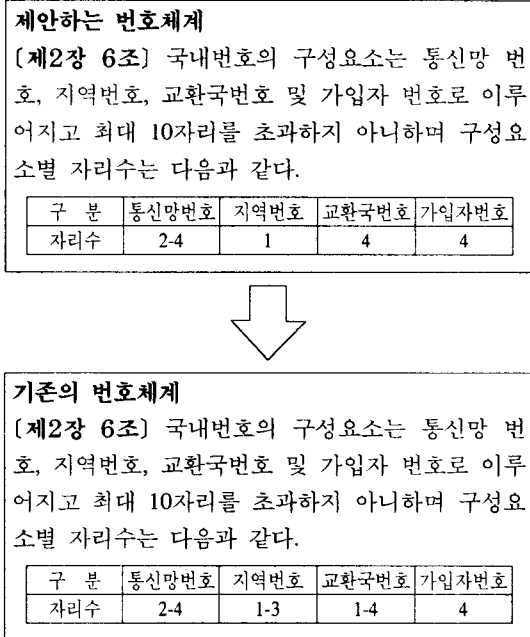 제안하는 번호체계
〔제2장 6조〕 국내번호의 구성요소는 통신망 번
호, 지역번호, 교환국번호 및 가입자 번호로 이루
어지고 최대 10자리를 초과하지 아니하며 구성요
소별 자리수는 다음과 같다.
구 분 통신망번호 지역번호 교환국번호 가입자번호
자리수 2-4 1 4 4
기존의 번호체계
〔제2장 6조〕 국내번호의 구성요소는 통신망 번
호, 지역번호, 교환국번호 및 가입자 번호로 이루
어지고 최대 10자리를 초과하지 아니하며 구성요
소별 자리수는 다음과 같다.
구 분 통신망번호 지역번호 교환국번호 가입자번호
자리수 2-4 1-3 1-4 4